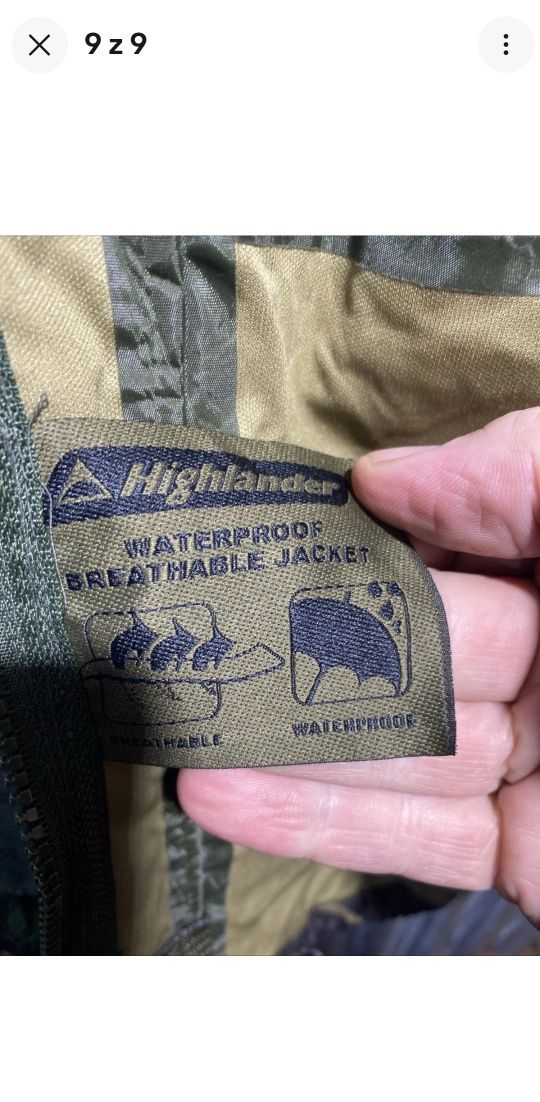 9 z 9
Highlander
WATERPROOF
BREATHABLE JACKET
BREATHABLE
WATERPROOF